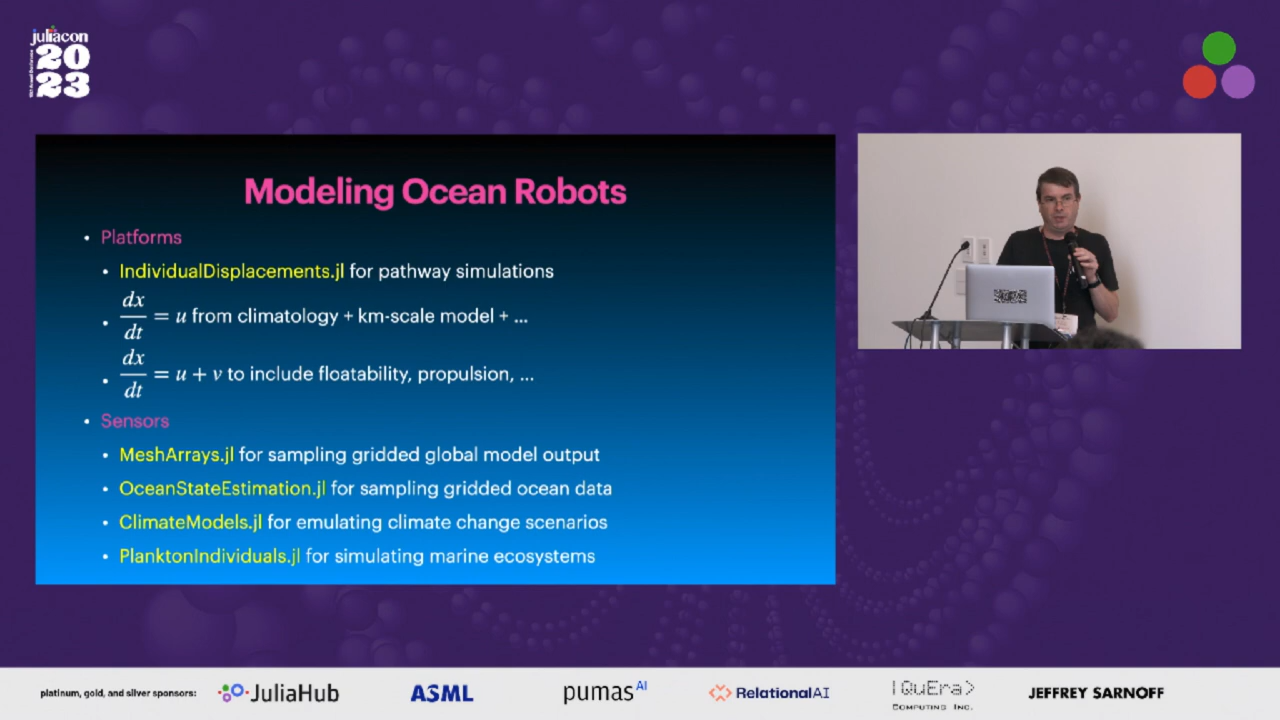 juliacon
20
23
Modeling Ocean Robots
• Platforms
• IndividualDisplacements.jl for pathway simulations
• dx/dt = u from climatology + km-scale model + ...
• dx/dt = u + v to include floatability, propulsion, ...
• Sensors
• MeshArrays.jl for sampling gridded global model output
• OceanStateEstimation.jl for sampling gridded ocean data
• ClimateModels.jl for emulating climate change scenarios
• PlanktonIndividuals.jl for simulating marine ecosystems
platinum, gold, and silver sponsors:
JuliaHub
ASML
pumasAI
RelationalAI
|QuEra>
COMPUTING INC.
JEFFREY SARNOFF